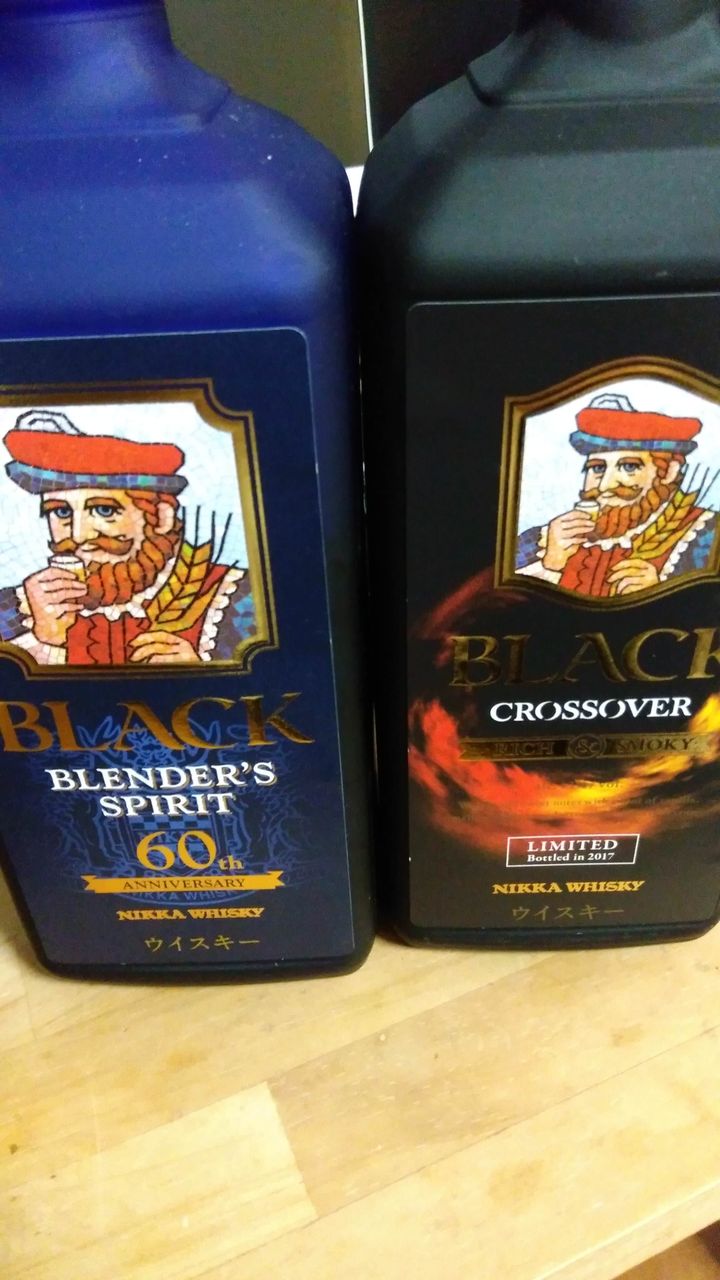 BLACK
BLENDER'S
SPIRIT
60th
ANNIVERSARY
NIKKA WHISKY
ウイスキー
BLACK
CROSSOVER
RICH & SMOKY
LIMITED
Bottled in 2017
NIKKA WHISKY
ウイスキー